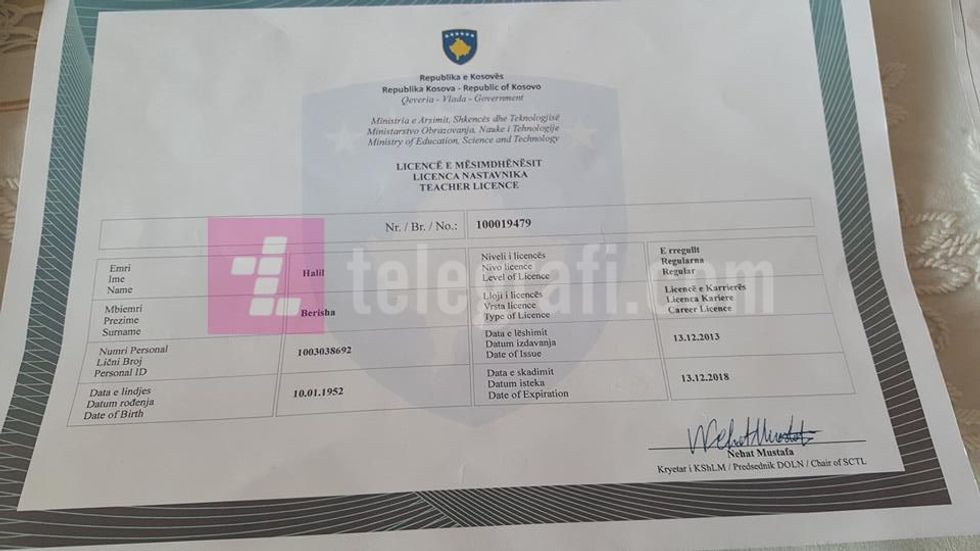 Republika e Kosovës
Republika Kosova - Republic of Kosovo
Qeveria - Vlada - Government
Ministria e Arsimit, Shkencës dhe Teknologjisë
Ministarstvo Obrazovanja, Nauke i Tehnologije
Ministry of Education, Science and Technology
LICENCË E MËSIMDHËNËSIT
LICENCA NASTAVNIKA
TEACHER LICENCE
Nr. / Br. / No.: 100019479
Emri
Ime
Name
Halil
Niveli i licencës
Nivo licence
Level of Licence
E rregullt
Regularna
Regular
Mbiemri
Prezime
Surname
Berisha
Lloji i licencës
Vrsta licence
Type of Licence
Licencë e Karrierës
Licenca Kariere
Career Licence
Numri Personal
Lični Broj
Personal ID
1003038692
Data e lëshimit
Datum izdavanja
Date of Issue
13.12.2013
Data e lindjes
Datum rođenja
Date of Birth
10.01.1952
Data e skadimit
Datum isteka
Date of Expiration
13.12.2018
telegrafi.com
Nehat Mustafa
Nehat Mustafa
Kryetar i KShLM / Predsednik DOLN / Chair of SCTL